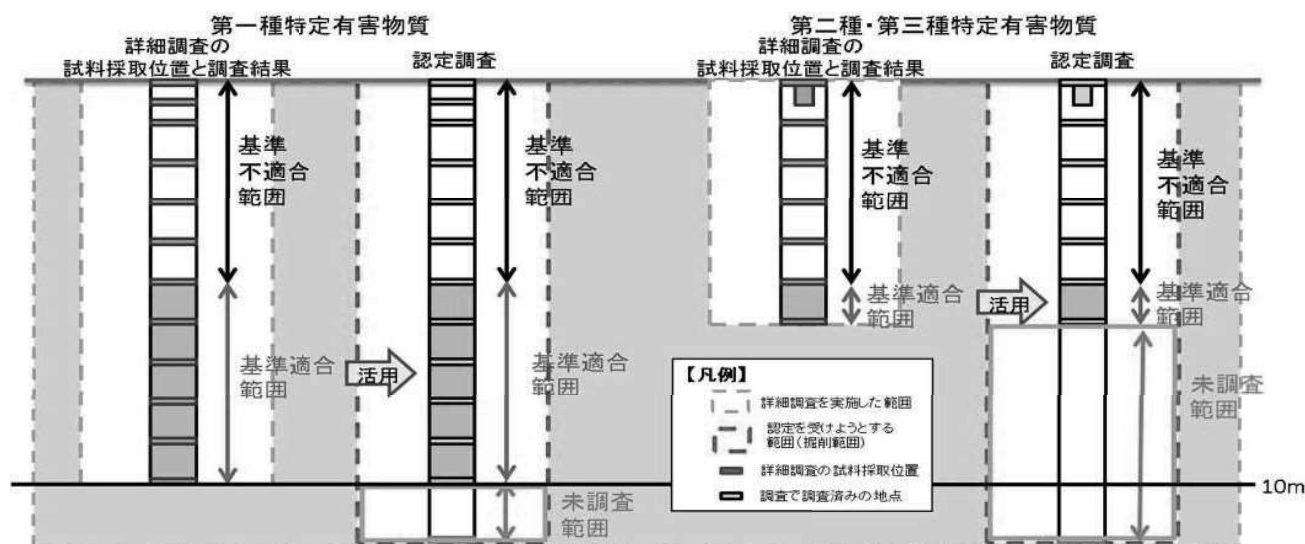 第一種特定有害物質
詳細調査の
試料採取位置と調査結果
認定調査
基準
不適合
範囲
基準
不適合
範囲
基準適合
範囲
活用
基準適合
範囲
未調査
範囲
第二種・第三種特定有害物質
詳細調査の
試料採取位置と調査結果
認定調査
基準
不適合
範囲
基準
不適合
範囲
基準適合
範囲
活用
基準適合
範囲
未調査
範囲
【凡例】
詳細調査を実施した範囲
認定を受けようとする
範囲(掘削範囲)
詳細調査の試料採取位置
調査で調査済みの地点
10m